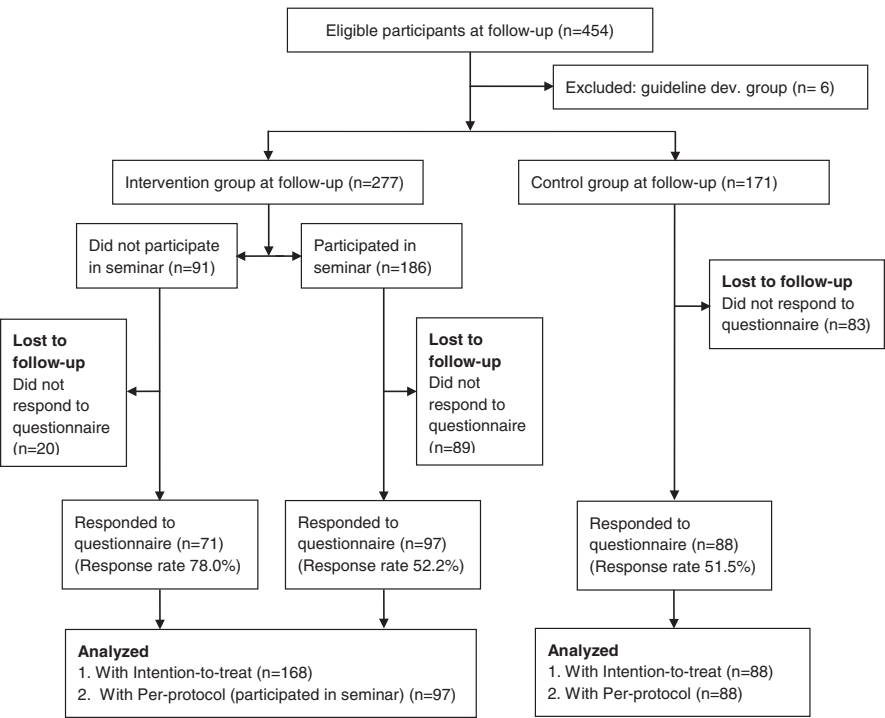 Eligible participants at follow-up (n=454)
Excluded: guideline dev. group (n= 6)
Intervention group at follow-up (n=277)
Control group at follow-up (n=171)
Did not participate
in seminar (n=91)
Participated in
seminar (n=186)
Lost to follow-up
Did not respond to
questionnaire (n=83)
Lost to
follow-up
Did not
respond to
questionnaire
(n=20)
Lost to
follow-up
Did not
respond to
questionnaire
(n=89)
Responded to
questionnaire (n=71)
(Response rate 78.0%)
Responded to
questionnaire (n=97)
(Response rate 52.2%)
Responded to
questionnaire (n=88)
(Response rate 51.5%)
Analyzed
1. With Intention-to-treat (n=168)
2. With Per-protocol (participated in seminar) (n=97)
Analyzed
1. With Intention-to-treat (n=88)
2. With Per-protocol (n=88)